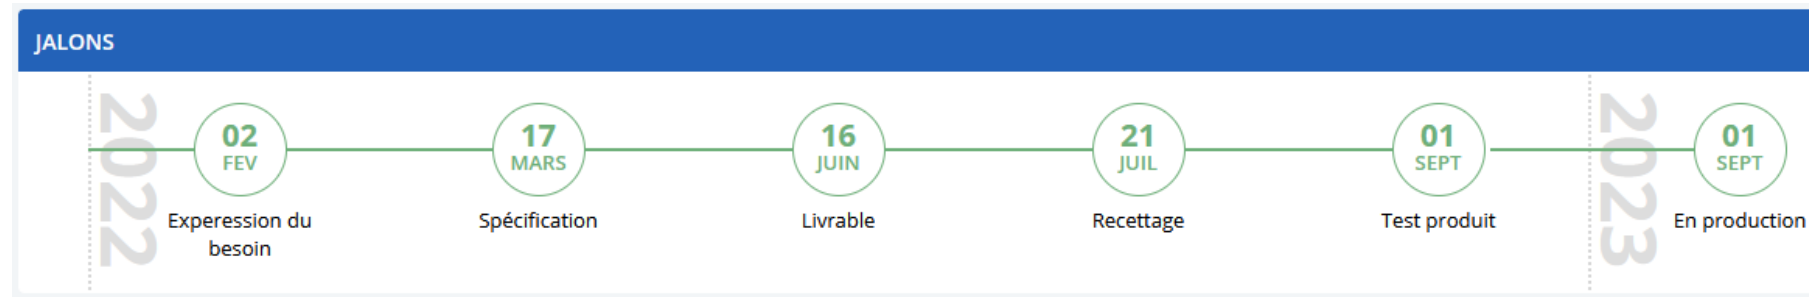 JALONS
2022
02
FEV
Experession du
besoin
17
MARS
Spécification
16
JUIN
Livrable
21
JUIL
Recettage
01
SEPT
Test produit
2023
01
SEPT
En production